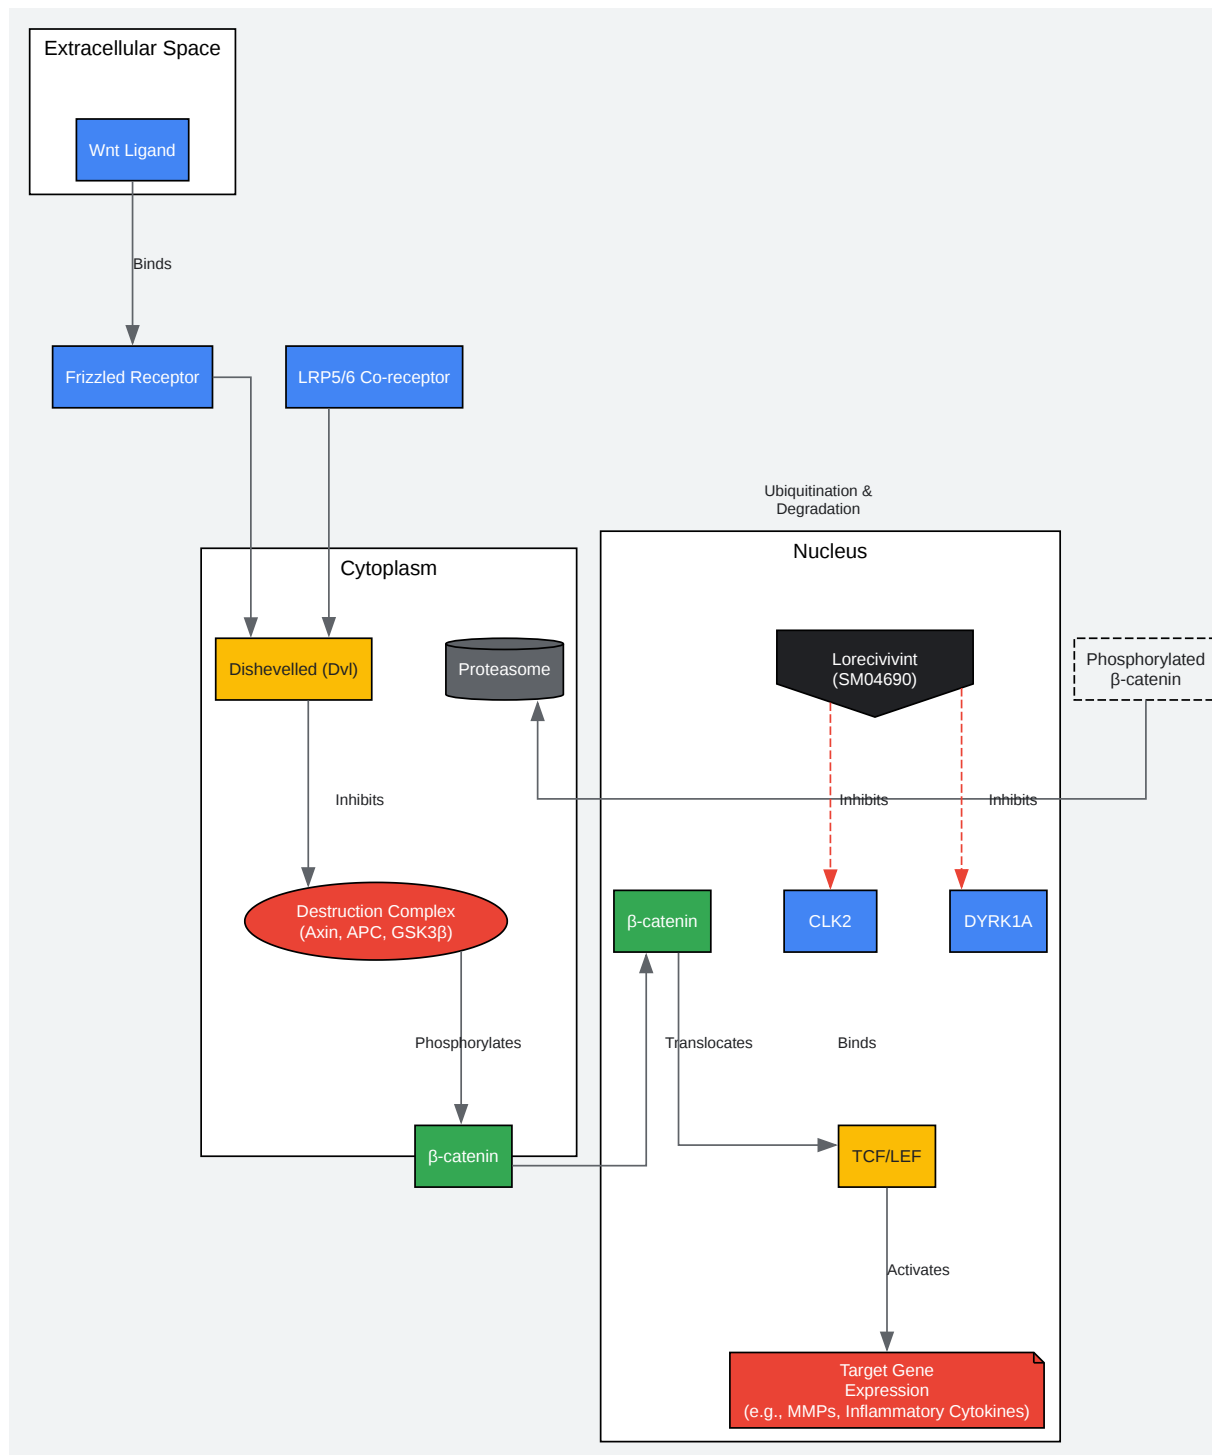 Extracellular Space
Wnt Ligand
Binds
Frizzled Receptor
LRP5/6 Co-receptor
Ubiquitination &
Degradation
Nucleus
Cytoplasm
Dishevelled (Dvl)
Proteasome
Lorecivivint
(SM04690)
Phosphorylated
β-catenin
Inhibits
Inhibits
Inhibits
Destruction Complex
(Axin, APC, GSK3β)
β-catenin
CLK2
DYRK1A
Phosphorylates
Translocates
Binds
β-catenin
TCF/LEF
Activates
Target Gene
Expression
(e.g., MMPs, Inflammatory Cytokines)